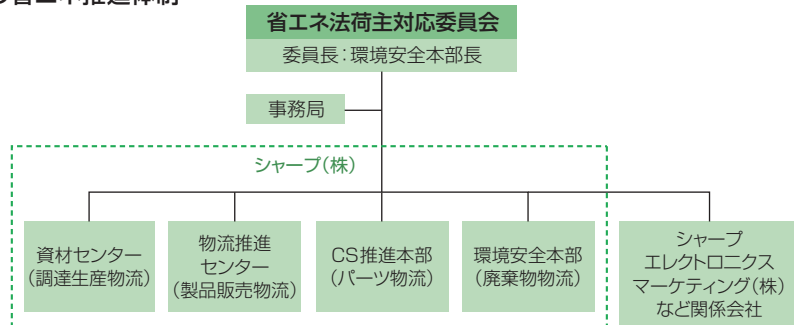 省エネ推進体制
省エネ法荷主対応委員会
委員長：環境安全本部長
事務局
シャープ（株）
資材センター
（調達生産物流）
物流推進
センター
（製品販売物流）
CS推進本部
（パーツ物流）
環境安全本部
（廃棄物物流）
シャープ
エレクトロニクス
マーケティング（株）
など関係会社